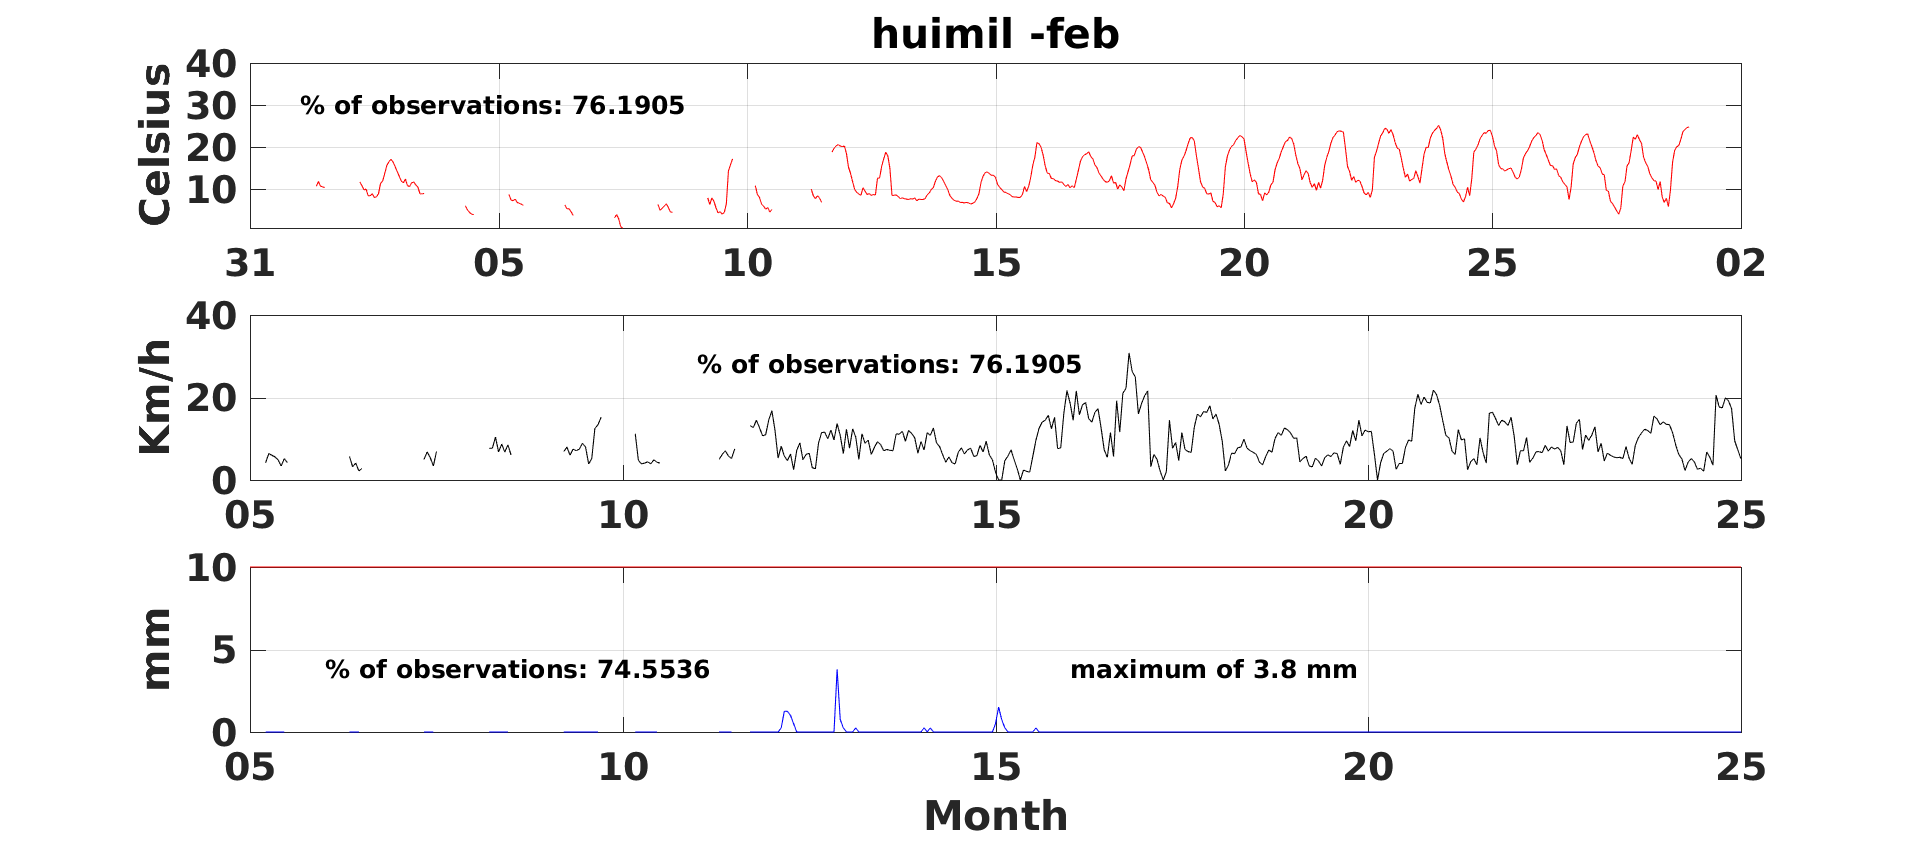 huimil -feb
Celsius
40
30
20
10
% of observations: 76.1905
31 05 10 15 20 25 02
Km/h
40
20
0
% of observations: 76.1905
05 10 15 20 25
mm
10
5
0
% of observations: 74.5536 maximum of 3.8 mm
05 10 15 20 25
Month